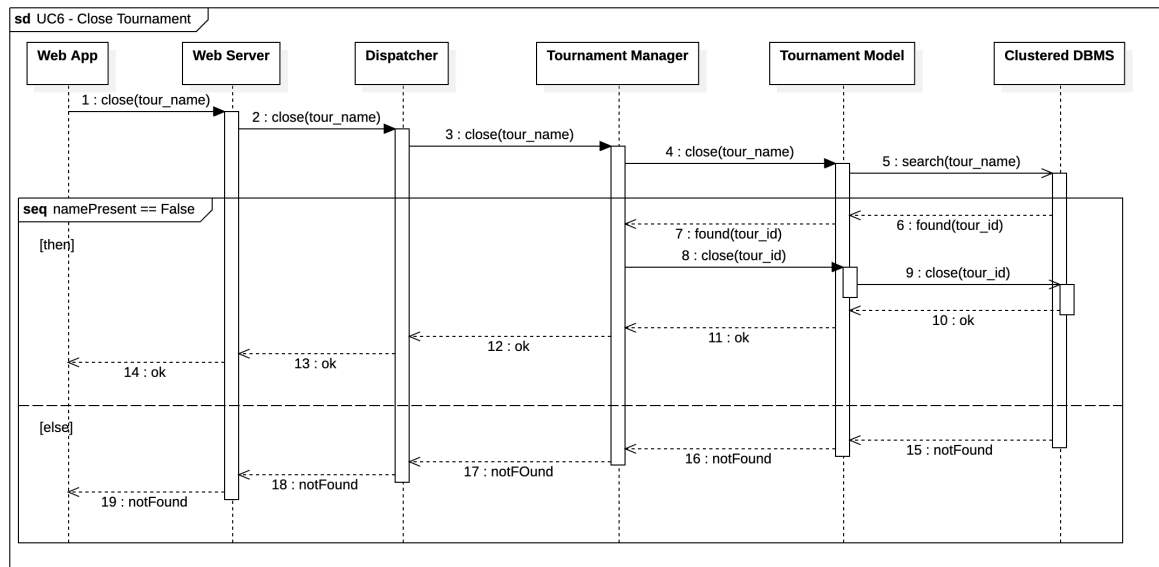 sd UC6 - Close Tournament
Web App
Web Server
Dispatcher
Tournament Manager
Tournament Model
Clustered DBMS
1 : close(tour_name)
2 : close(tour_name)
3 : close(tour_name)
4 : close(tour_name)
5 : search(tour_name)
seq namePresent == False
[then]
6 : found(tour_id)
7 : found(tour_id)
8 : close(tour_id)
9 : close(tour_id)
10 : ok
11 : ok
12 : ok
13 : ok
14 : ok
[else]
15 : notFound
16 : notFound
17 : notFOund
18 : notFound
19 : notFound